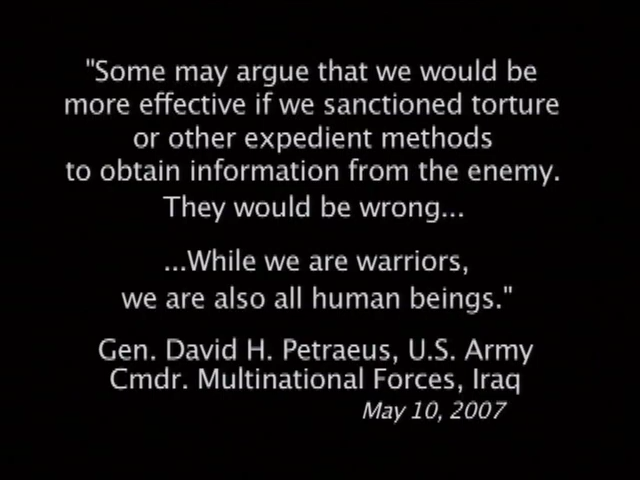 "Some may argue that we would be
more effective if we sanctioned torture
or other expedient methods
to obtain information from the enemy.
They would be wrong...
...While we are warriors,
we are also all human beings."
Gen. David H. Petraeus, U.S. Army
Cmdr. Multinational Forces, Iraq
May 10, 2007